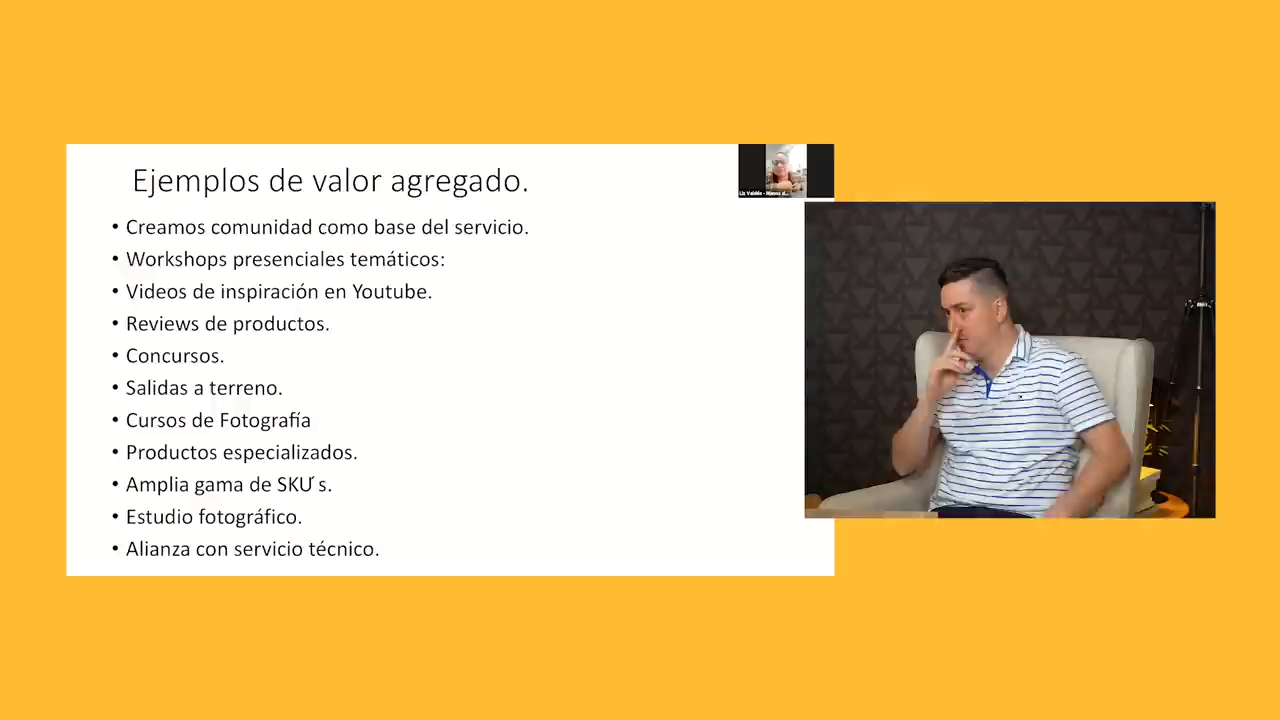 Ejemplos de valor agregado.
• Creamos comunidad como base del servicio.
• Workshops presenciales temáticos:
• Videos de inspiración en Youtube.
• Reviews de productos.
• Concursos.
• Salidas a terreno.
• Cursos de Fotografía
• Productos especializados.
• Amplia gama de SKU´s.
• Estudio fotográfico.
• Alianza con servicio técnico.